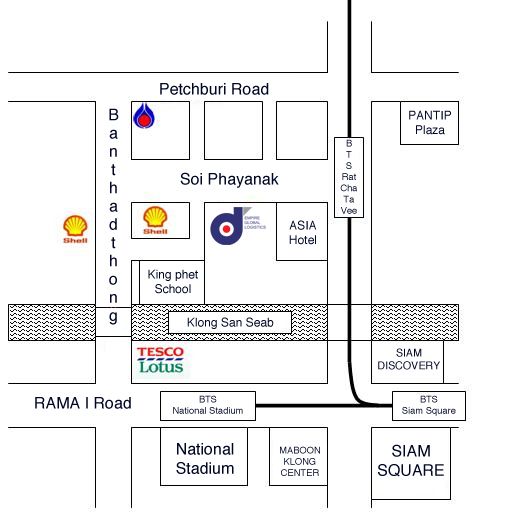 Petchburi Road
Banthadthong
PANTIP
Plaza
B
T
S
Rat
Cha
Ta
Vee
Soi Phayanak
Shell
Shell
EMPIRE
GLOBAL
LOGISTICS
ASIA
Hotel
King phet
School
Klong San Seab
TESCO
Lotus
SIAM
DISCOVERY
RAMA I Road
BTS
National Stadium
BTS
Siam Square
National
Stadium
MABOON
KLONG
CENTER
SIAM
SQUARE